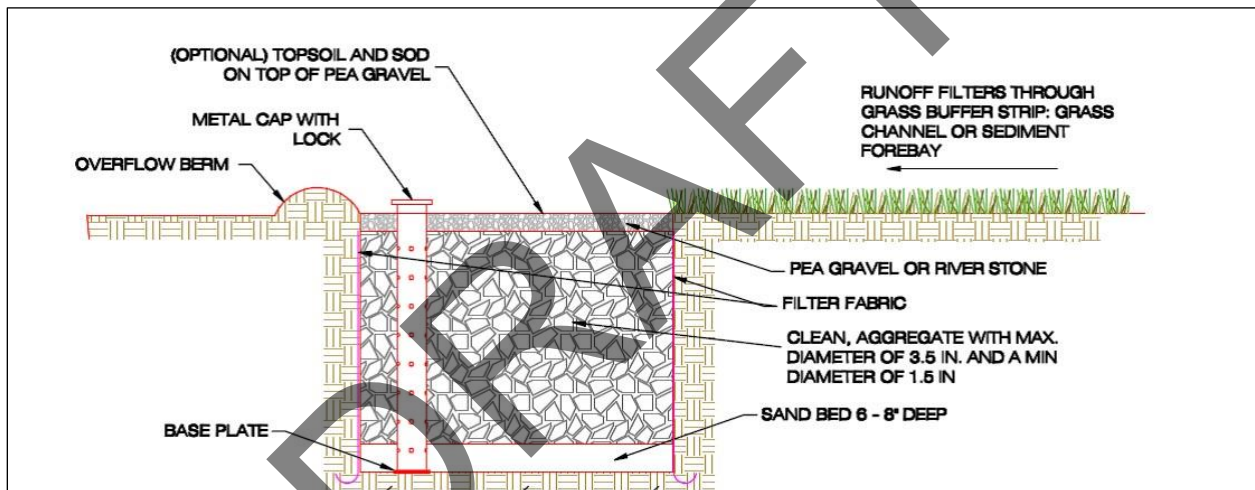 (OPTIONAL) TOPSOIL AND SOD
ON TOP OF PEA GRAVEL
METAL CAP WITH
LOCK
OVERFLOW BERM
RUNOFF FILTERS THROUGH
GRASS BUFFER STRIP: GRASS
CHANNEL OR SEDIMENT
FOREBAY
PEA GRAVEL OR RIVER STONE
FILTER FABRIC
CLEAN, AGGREGATE WITH MAX.
DIAMETER OF 3.5 IN. AND A MIN
DIAMETER OF 1.5 IN
SAND BED 6 - 8" DEEP
BASE PLATE
DRAFT